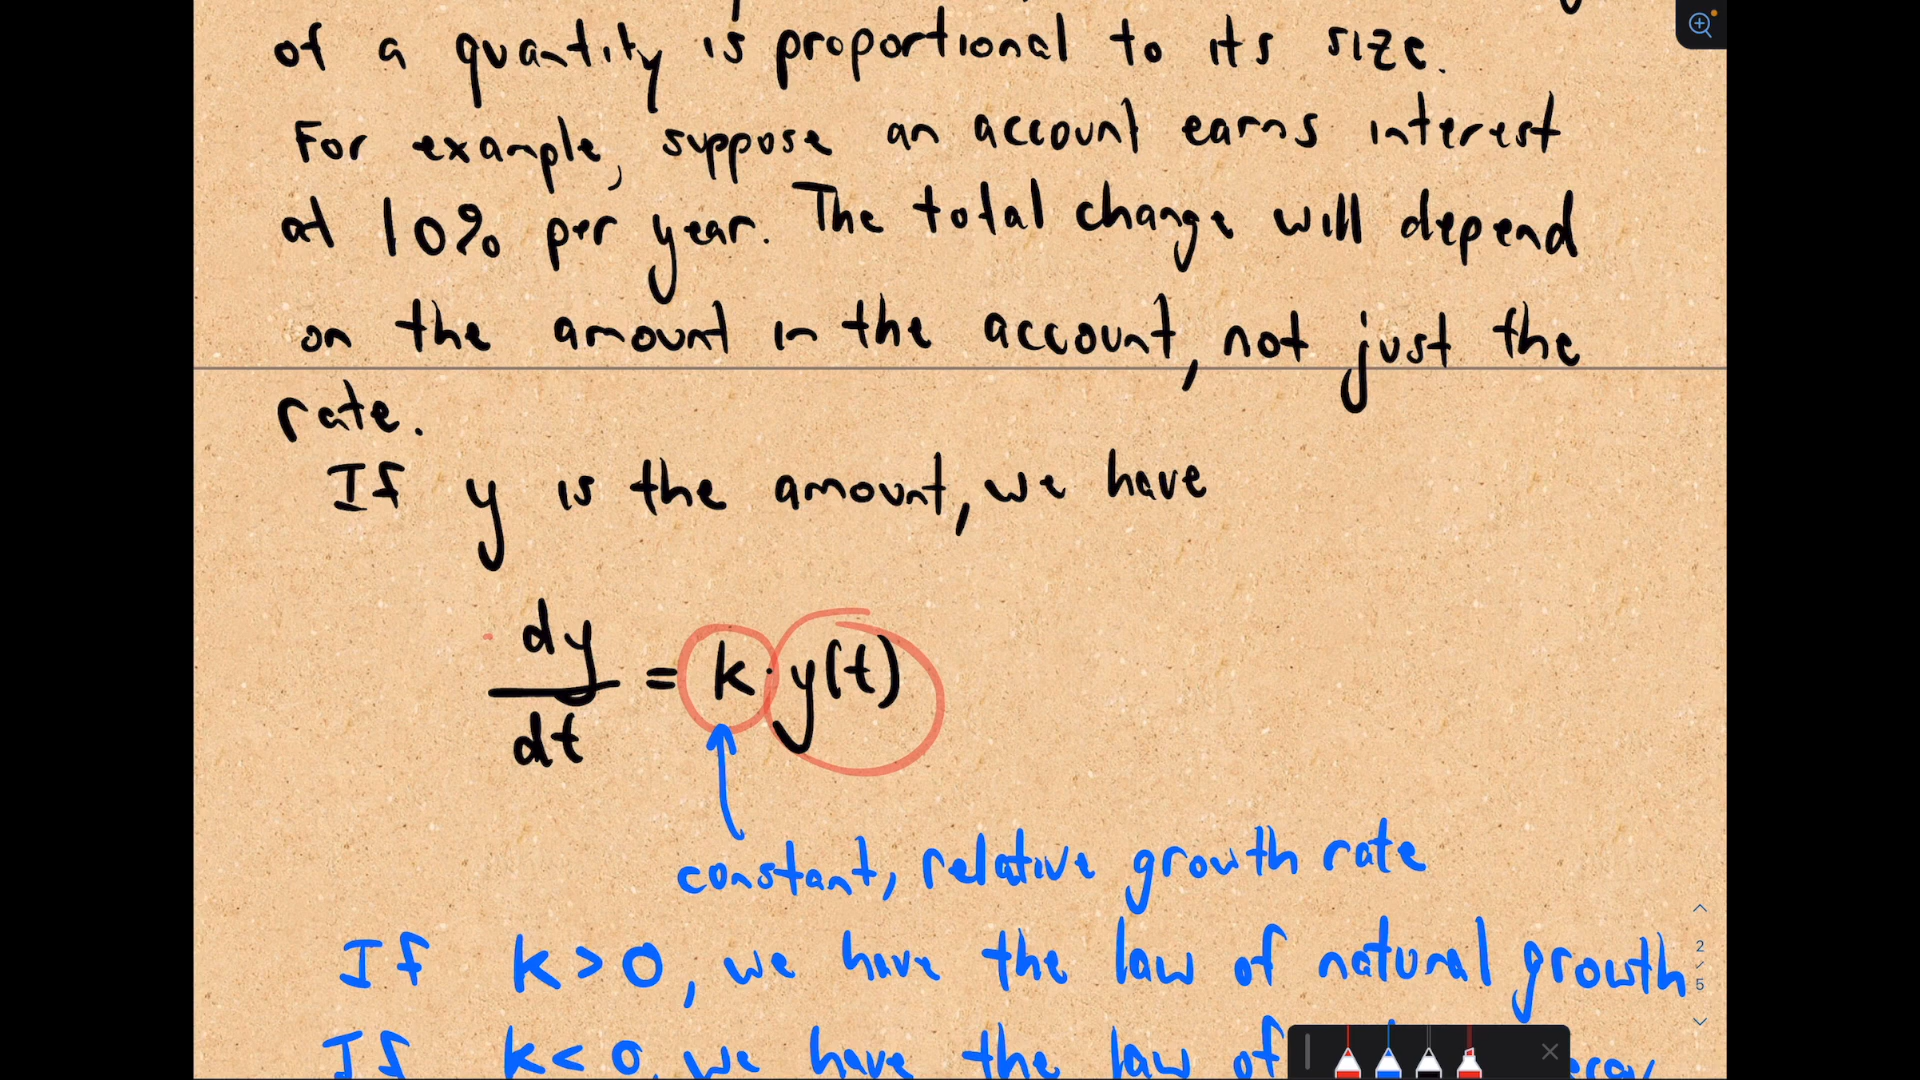 of a quantity is proportional to its size.
For example, suppose an account earns interest
at 10% per year. The total change will depend
on the amount in the account, not just the
rate.
If y is the amount, we have
dy/dt = k · y(t)
constant, relative growth rate
If k > 0, we have the law of natural growth
If k < 0, we have the law of
2
5